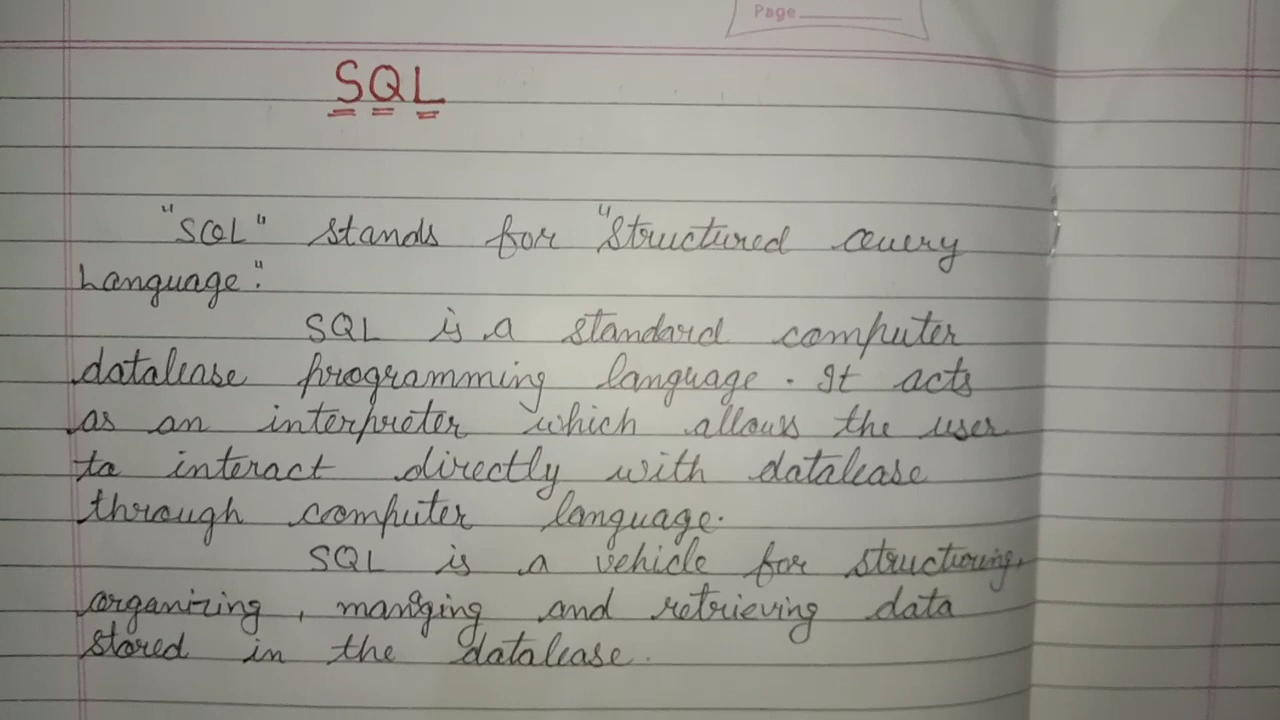 Page
SQL
"SQL" stands for "Structured Query
Language".
SQL is a standard computer
database programming language. It acts
as an interpreter which allows the user
to interact directly with database
through computer language.
SQL is a vehicle for structuring,
organizing, managing and retrieving data
stored in the database.